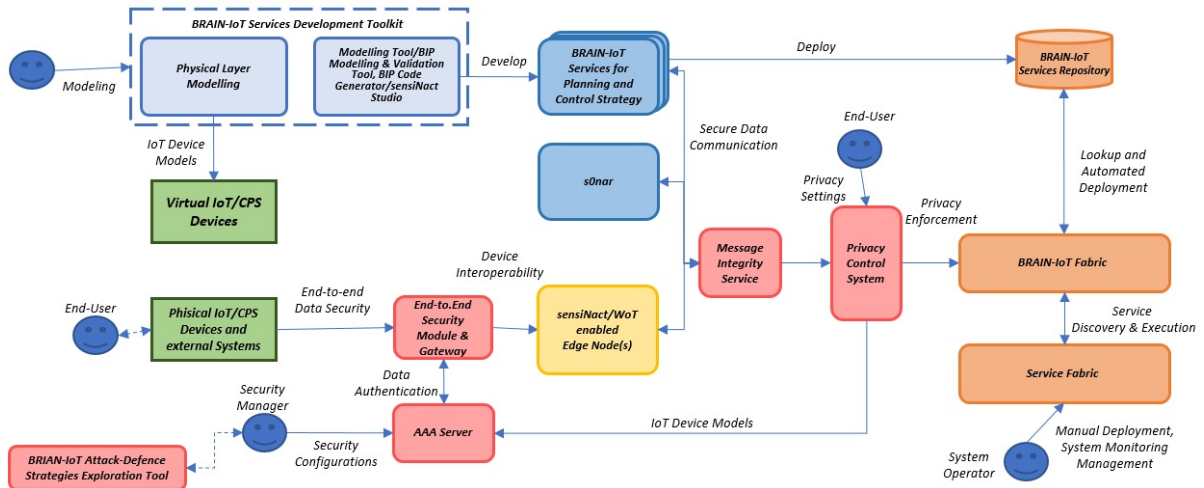 BRAIN-IoT Services Development Toolkit
Modeling
Physical Layer
Modelling
Modelling Tool/BIP
Modelling & Validation
Tool, BIP Code
Generator/sensiNact
Studio
Develop
BRAIN-IoT
Services for
Planning and
Control Strategy
Deploy
BRAIN-IoT
Services Repository
IoT Device
Models
Virtual IoT/CPS
Devices
s0nar
Secure Data
Communication
End-User
Privacy
Settings
Lookup and
Automated
Deployment
Message
Integrity
Service
Privacy
Control
System
Privacy
Enforcement
BRAIN-IoT Fabric
End-User
Phisical IoT/CPS
Devices and
external Systems
End-to-end
Data Security
End-to.End
Security
Module &
Gateway
Device
Interoperability
sensiNact/WoT
enabled
Edge Node(s)
Service
Discovery & Execution
Service Fabric
Data
Authentication
Security
Manager
Security
Configurations
AAA Server
IoT Device Models
BRIAN-IoT Attack-Defence
Strategies Exploration Tool
System
Operator
Manual Deployment,
System Monitoring
Management